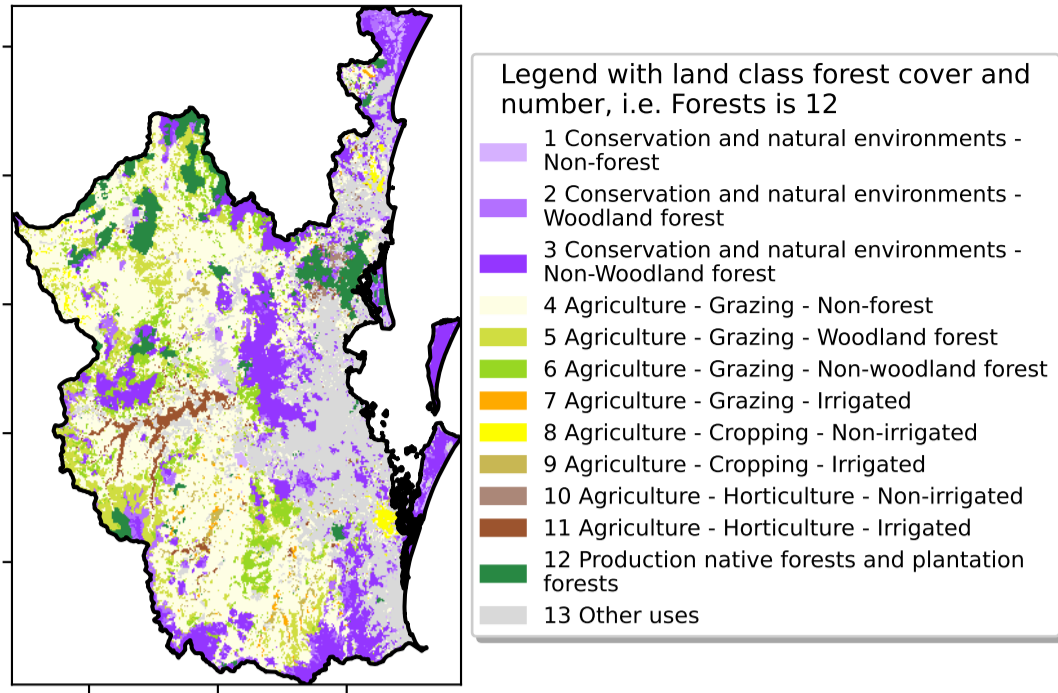 Legend with land class forest cover and
number, i.e. Forests is 12
1 Conservation and natural environments -
Non-forest
2 Conservation and natural environments -
Woodland forest
3 Conservation and natural environments -
Non-Woodland forest
4 Agriculture - Grazing - Non-forest
5 Agriculture - Grazing - Woodland forest
6 Agriculture - Grazing - Non-woodland forest
7 Agriculture - Grazing - Irrigated
8 Agriculture - Cropping - Non-irrigated
9 Agriculture - Cropping - Irrigated
10 Agriculture - Horticulture - Non-irrigated
11 Agriculture - Horticulture - Irrigated
12 Production native forests and plantation
forests
13 Other uses